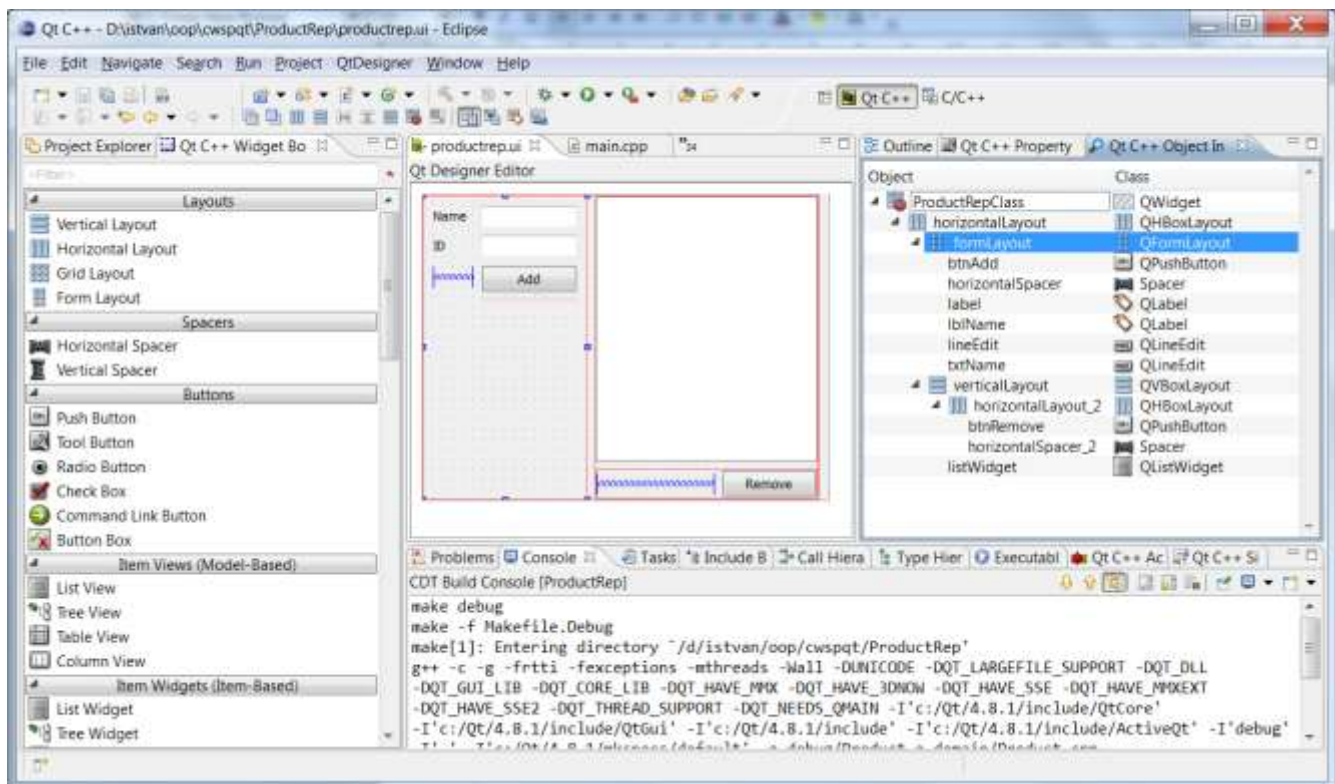 Qt C++ - D:\istvan\oop\cwspqt\ProductRep\productrep.ui - Eclipse
File Edit Navigate Search Run Project QtDesigner Window Help
Qt C++ C/C++
Project Explorer Qt C++ Widget Bo
<Filter>
Layouts
Vertical Layout
Horizontal Layout
Grid Layout
Form Layout
Spacers
Horizontal Spacer
Vertical Spacer
Buttons
Push Button
Tool Button
Radio Button
Check Box
Command Link Button
Button Box
Item Views (Model-Based)
List View
Tree View
Table View
Column View
Item Widgets (Item-Based)
List Widget
Tree Widget
productrep.ui main.cpp
Qt Designer Editor
Name
ID
Add
Remove
Outline Qt C++ Property Qt C++ Object In
Object Class
ProductRepClass QWidget
horizontalLayout QHBoxLayout
formLayout QFormLayout
btnAdd QPushButton
horizontalSpacer Spacer
label QLabel
lblName QLabel
lineEdit QLineEdit
txtName QLineEdit
verticalLayout QVBoxLayout
horizontalLayout_2 QHBoxLayout
btnRemove QPushButton
horizontalSpacer_2 Spacer
listWidget QListWidget
Problems Console Tasks Include B Call Hiera Type Hier Executabl Qt C++ Ac Qt C++ Si
CDT Build Console [ProductRep]
make debug
make -f Makefile.Debug
make[1]: Entering directory `/d/istvan/oop/cwspqt/ProductRep'
g++ -c -g -frtti -fexceptions -mthreads -Wall -DUNICODE -DQT_LARGEFILE_SUPPORT -DQT_DLL
-DQT_GUI_LIB -DQT_CORE_LIB -DQT_HAVE_MMX -DQT_HAVE_3DNOW -DQT_HAVE_SSE -DQT_HAVE_MMXEXT
-DQT_HAVE_SSE2 -DQT_THREAD_SUPPORT -DQT_NEEDS_QMAIN -I'c:/Qt/4.8.1/include/QtCore'
-I'c:/Qt/4.8.1/include/QtGui' -I'c:/Qt/4.8.1/include' -I'c:/Qt/4.8.1/include/ActiveQt' -I'debug'